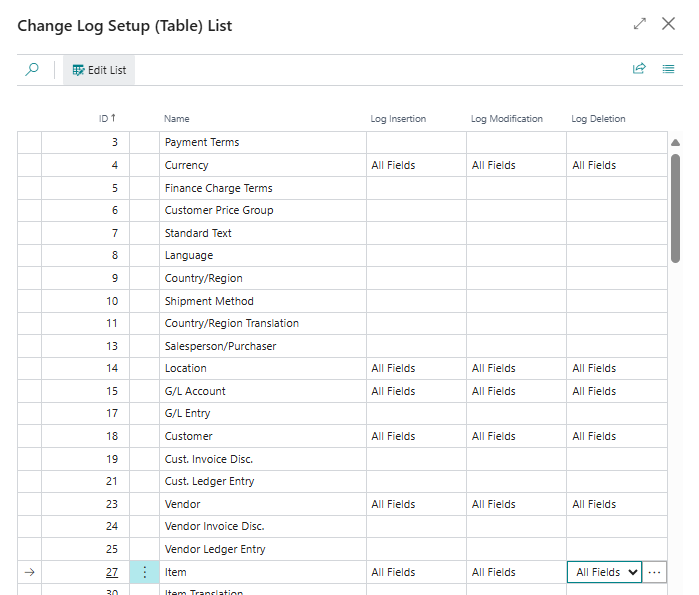 Change Log Setup (Table) List
Edit List
ID↑ Name Log Insertion Log Modification Log Deletion
3 Payment Terms
4 Currency All Fields All Fields All Fields
5 Finance Charge Terms
6 Customer Price Group
7 Standard Text
8 Language
9 Country/Region
10 Shipment Method
11 Country/Region Translation
13 Salesperson/Purchaser
14 Location All Fields All Fields All Fields
15 G/L Account All Fields All Fields All Fields
17 G/L Entry
18 Customer All Fields All Fields All Fields
19 Cust. Invoice Disc.
21 Cust. Ledger Entry
23 Vendor All Fields All Fields All Fields
24 Vendor Invoice Disc.
25 Vendor Ledger Entry
27 Item All Fields All Fields All Fields
30 Item Translation